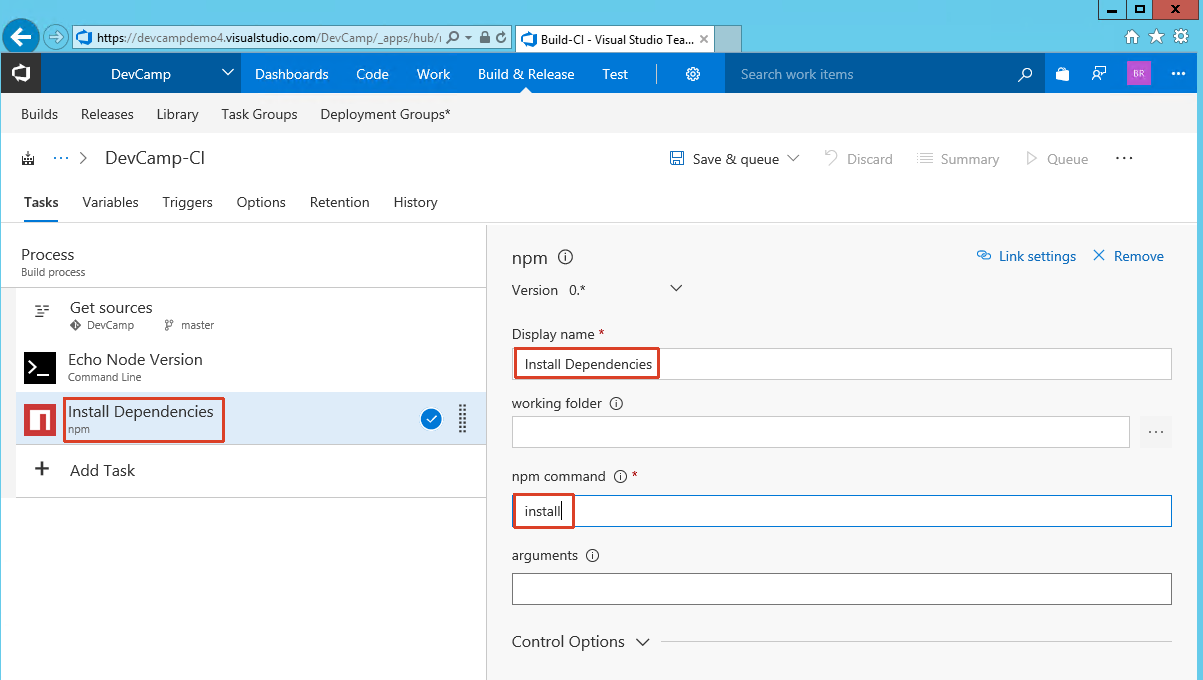 https://devcampdemo4.visualstudio.com/DevCamp/_apps/hub/
Build-CI - Visual Studio Tea...
DevCamp Dashboards Code Work Build & Release Test Search work items BR
Builds Releases Library Task Groups Deployment Groups*
DevCamp-CI Save & queue Discard Summary Queue
Tasks Variables Triggers Options Retention History
Process
Build process
Get sources
DevCamp master
Echo Node Version
Command Line
Install Dependencies
npm
Add Task
npm Link settings Remove
Version 0.*
Display name *
Install Dependencies
working folder
npm command *
install
arguments
Control Options